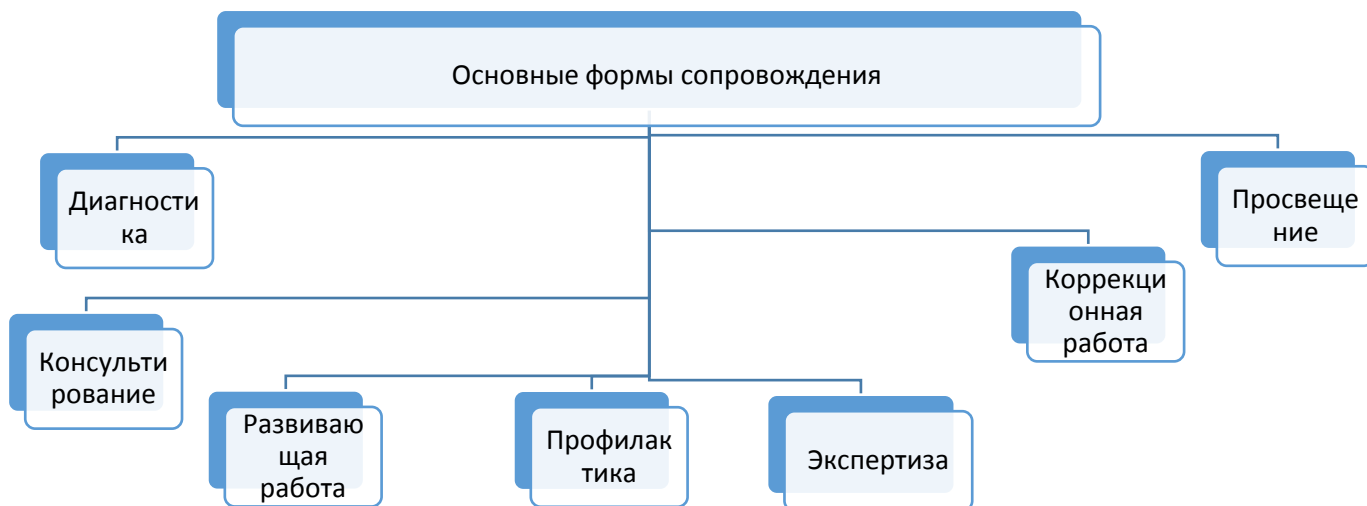 Основные формы сопровождения
Диагности
ка
Просвеще
ние
Коррекци
онная
работа
Консульти
рование
Развиваю
щая
работа
Профилак
тика
Экспертиза